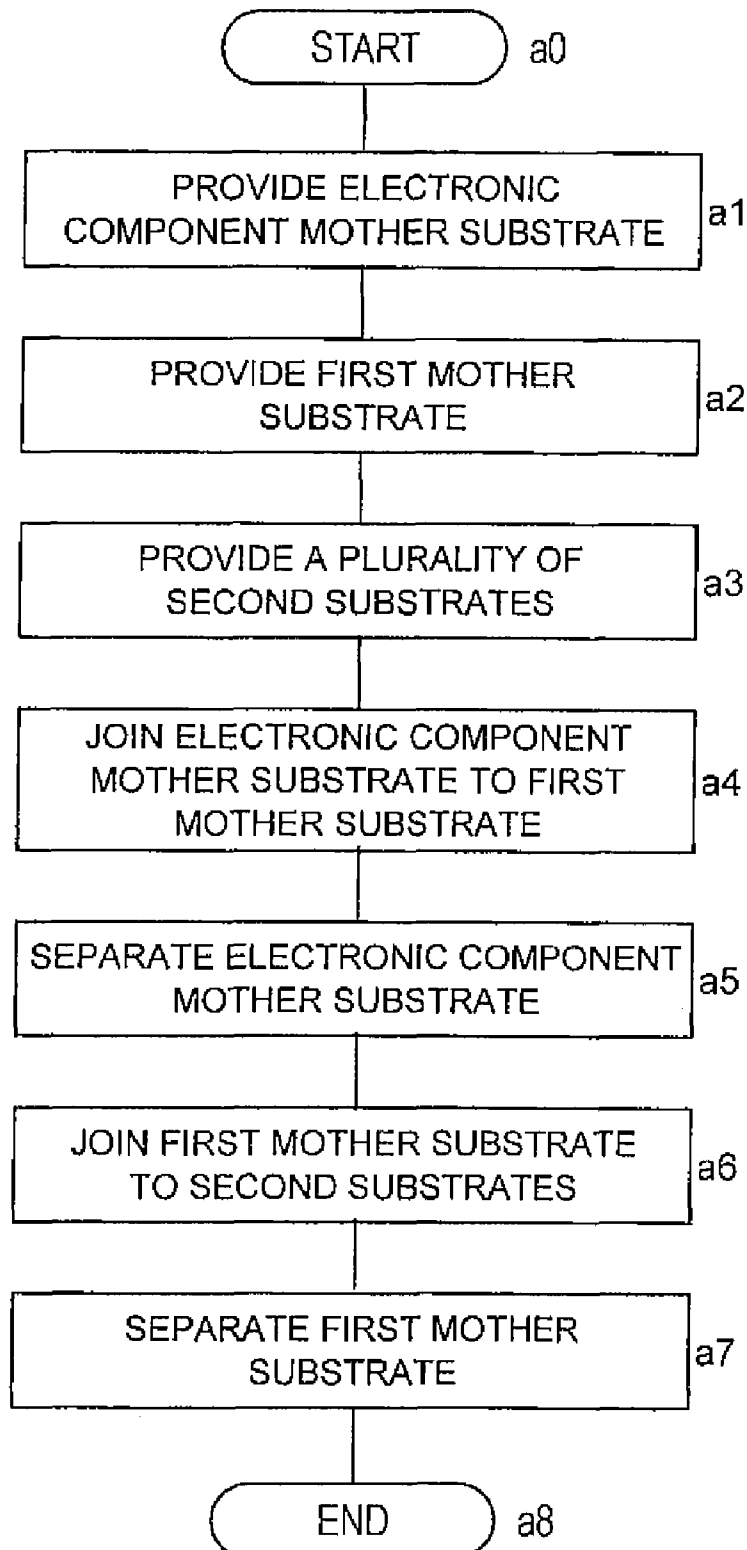 START a0
PROVIDE ELECTRONIC
COMPONENT MOTHER SUBSTRATE a1
PROVIDE FIRST MOTHER
SUBSTRATE a2
PROVIDE A PLURALITY OF
SECOND SUBSTRATES a3
JOIN ELECTRONIC COMPONENT
MOTHER SUBSTRATE TO FIRST a4
MOTHER SUBSTRATE
SEPARATE ELECTRONIC COMPONENT
MOTHER SUBSTRATE a5
JOIN FIRST MOTHER SUBSTRATE
TO SECOND SUBSTRATES a6
SEPARATE FIRST MOTHER
SUBSTRATE a7
END a8